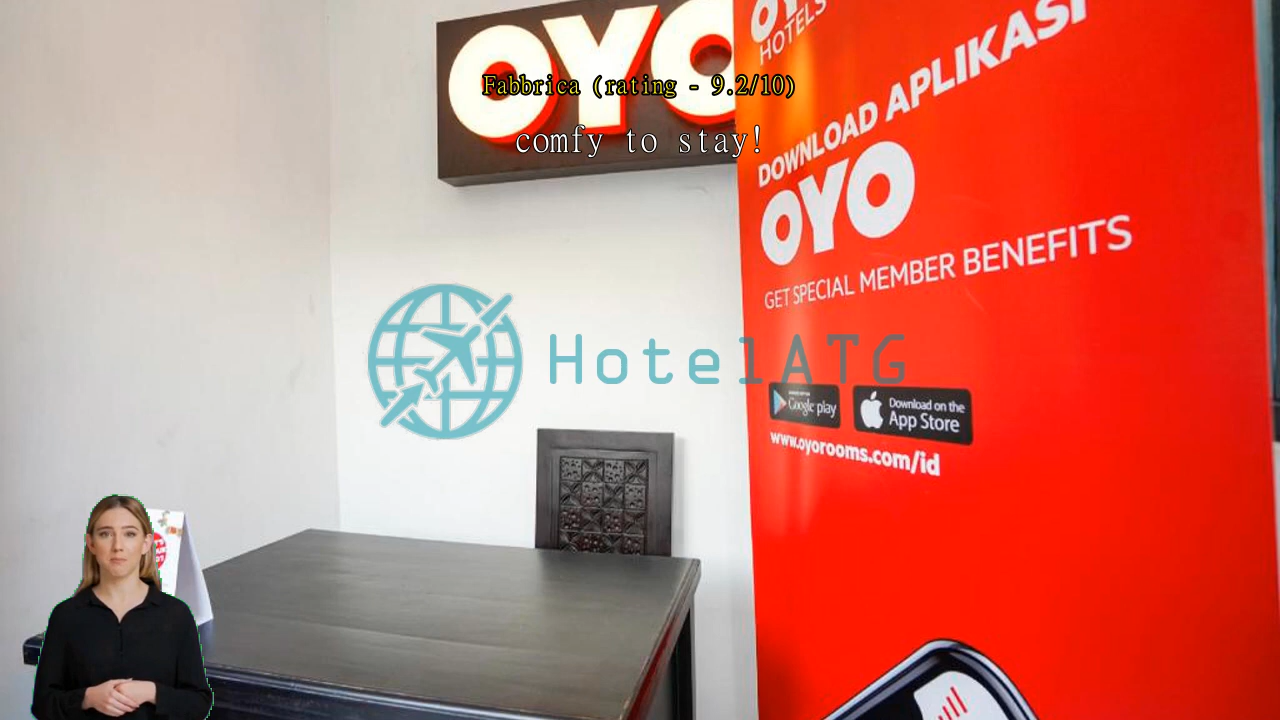 OYO
OYO
HOTELS
Fabbrica (rating - 9.2/10)
comfy to stay!
DOWNLOAD APLIKASI
OYO
GET SPECIAL MEMBER BENEFITS
HotelATG
Google play
Download on the
App Store
www.oyorooms.com/id